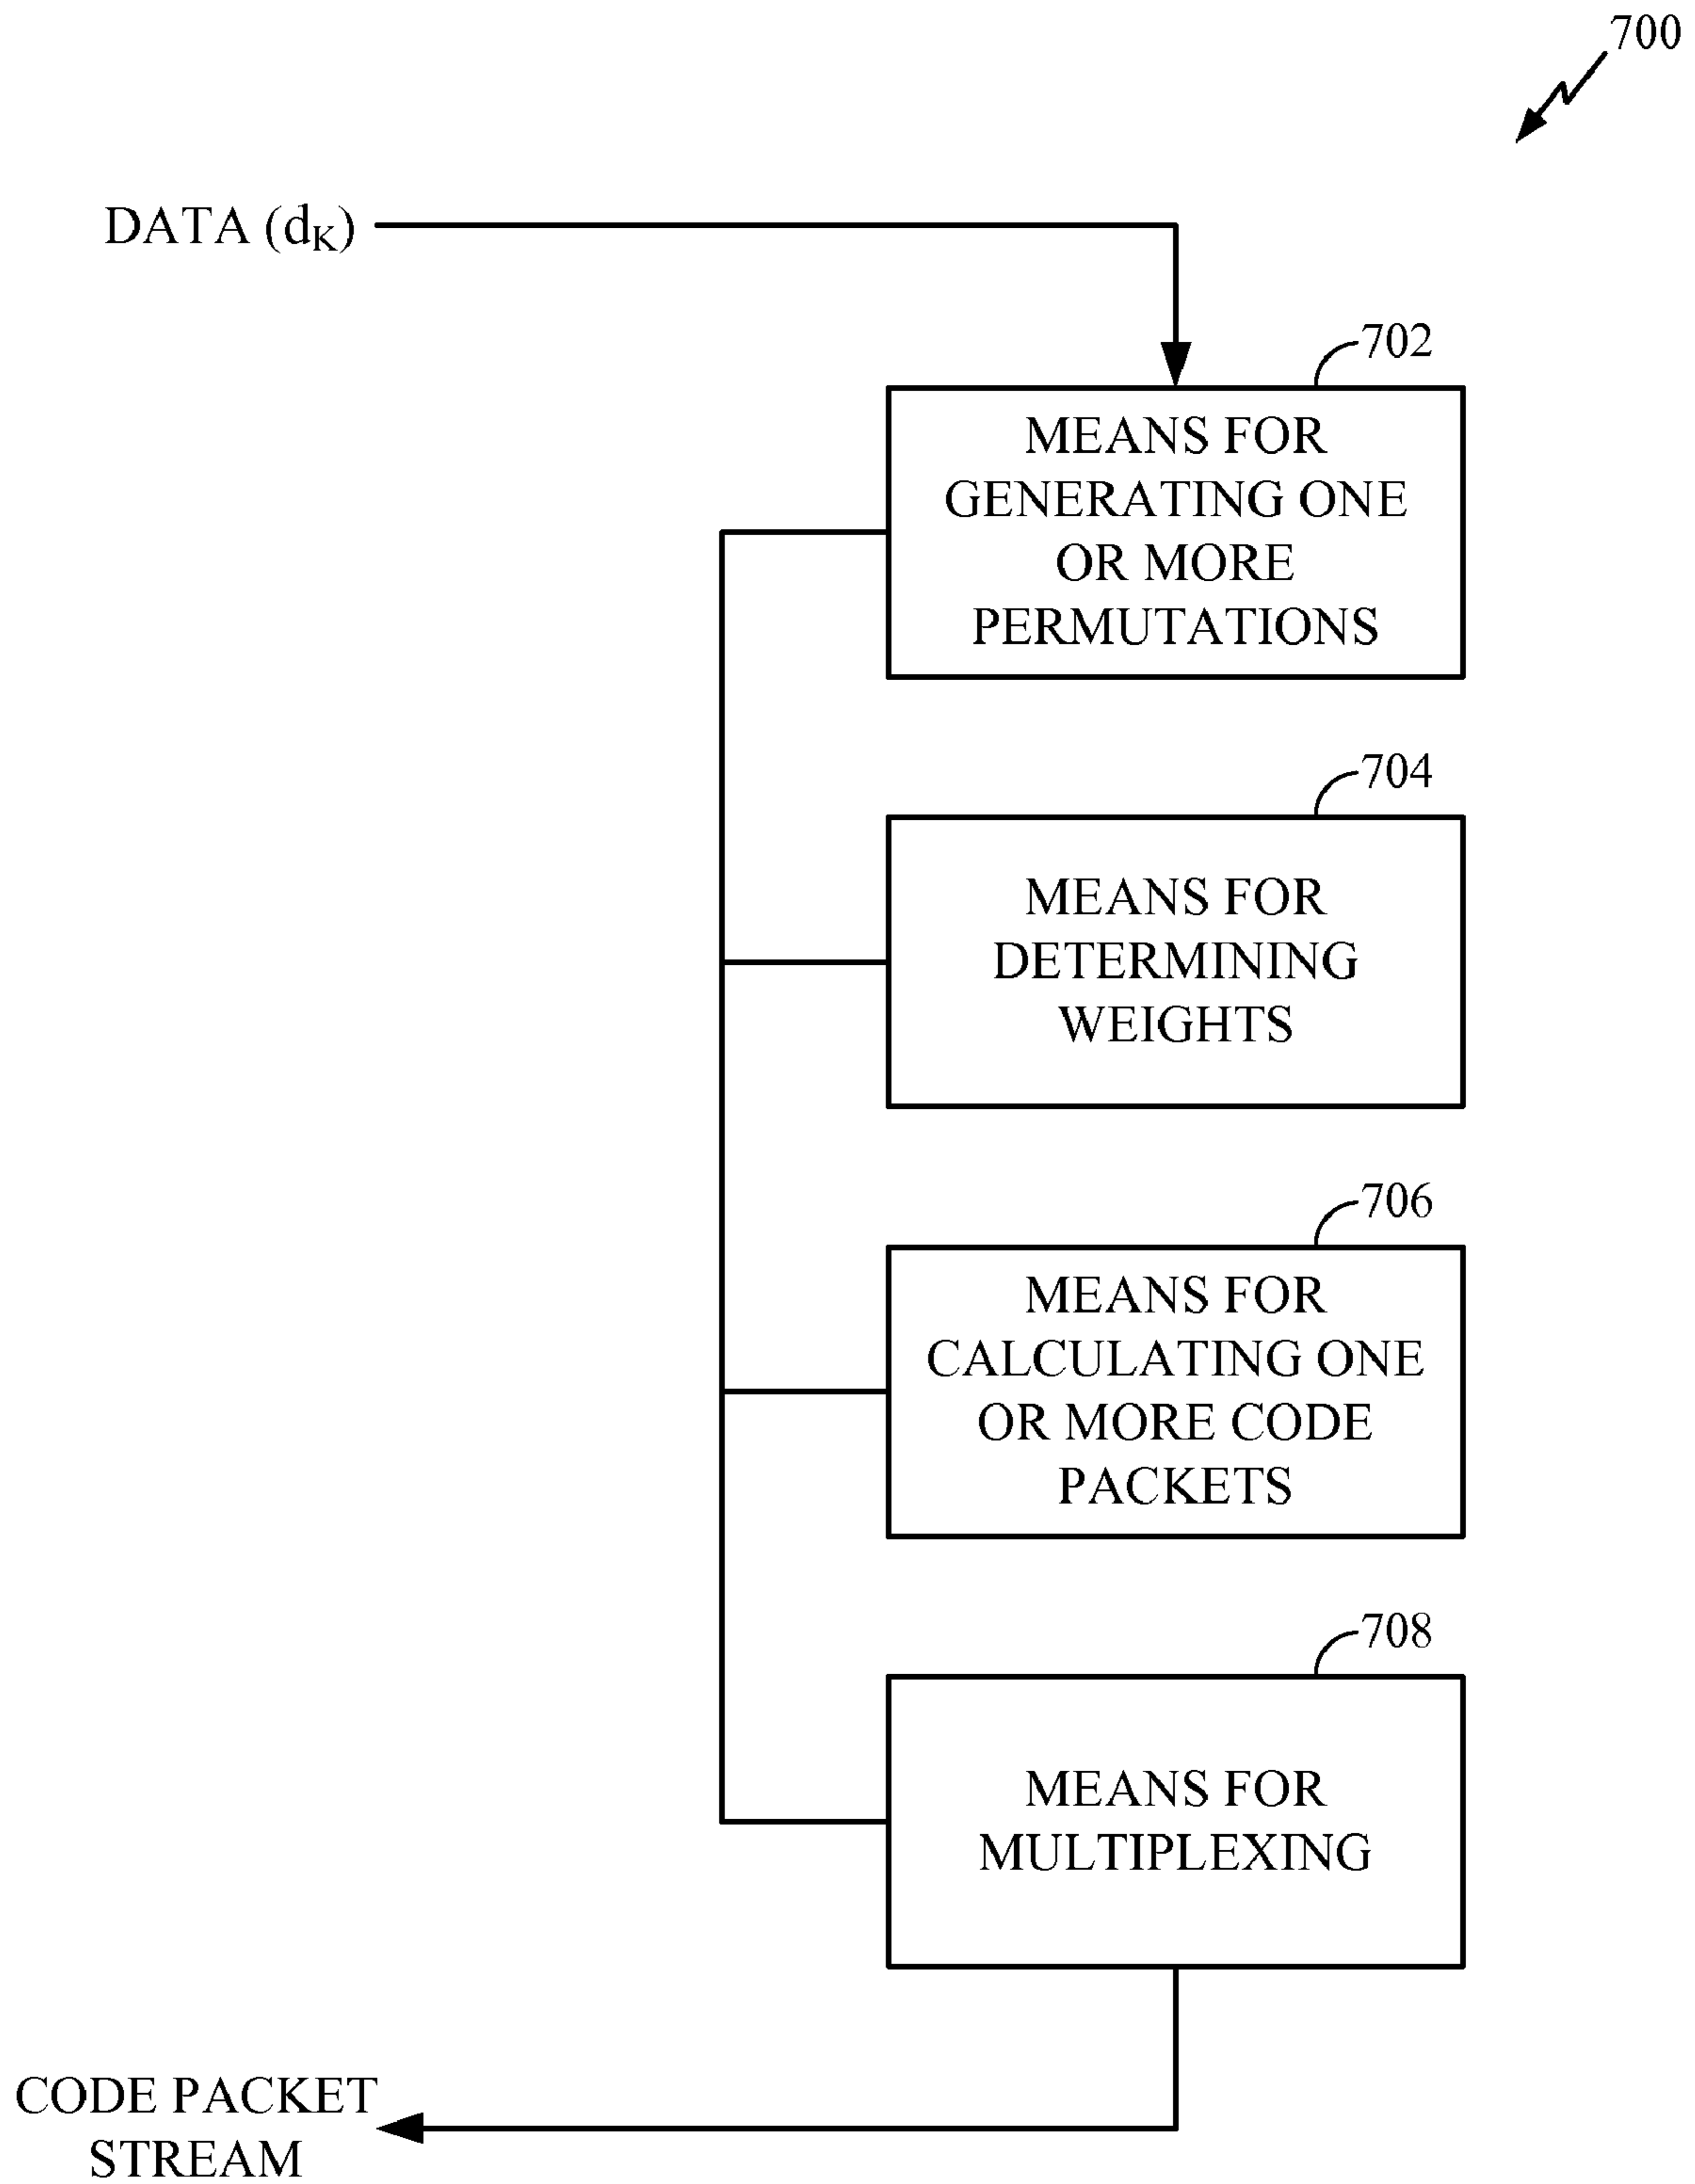 700
DATA (dK)
702
MEANS FOR
GENERATING ONE
OR MORE
PERMUTATIONS
704
MEANS FOR
DETERMINING
WEIGHTS
706
MEANS FOR
CALCULATING ONE
OR MORE CODE
PACKETS
708
MEANS FOR
MULTIPLEXING
CODE PACKET
STREAM